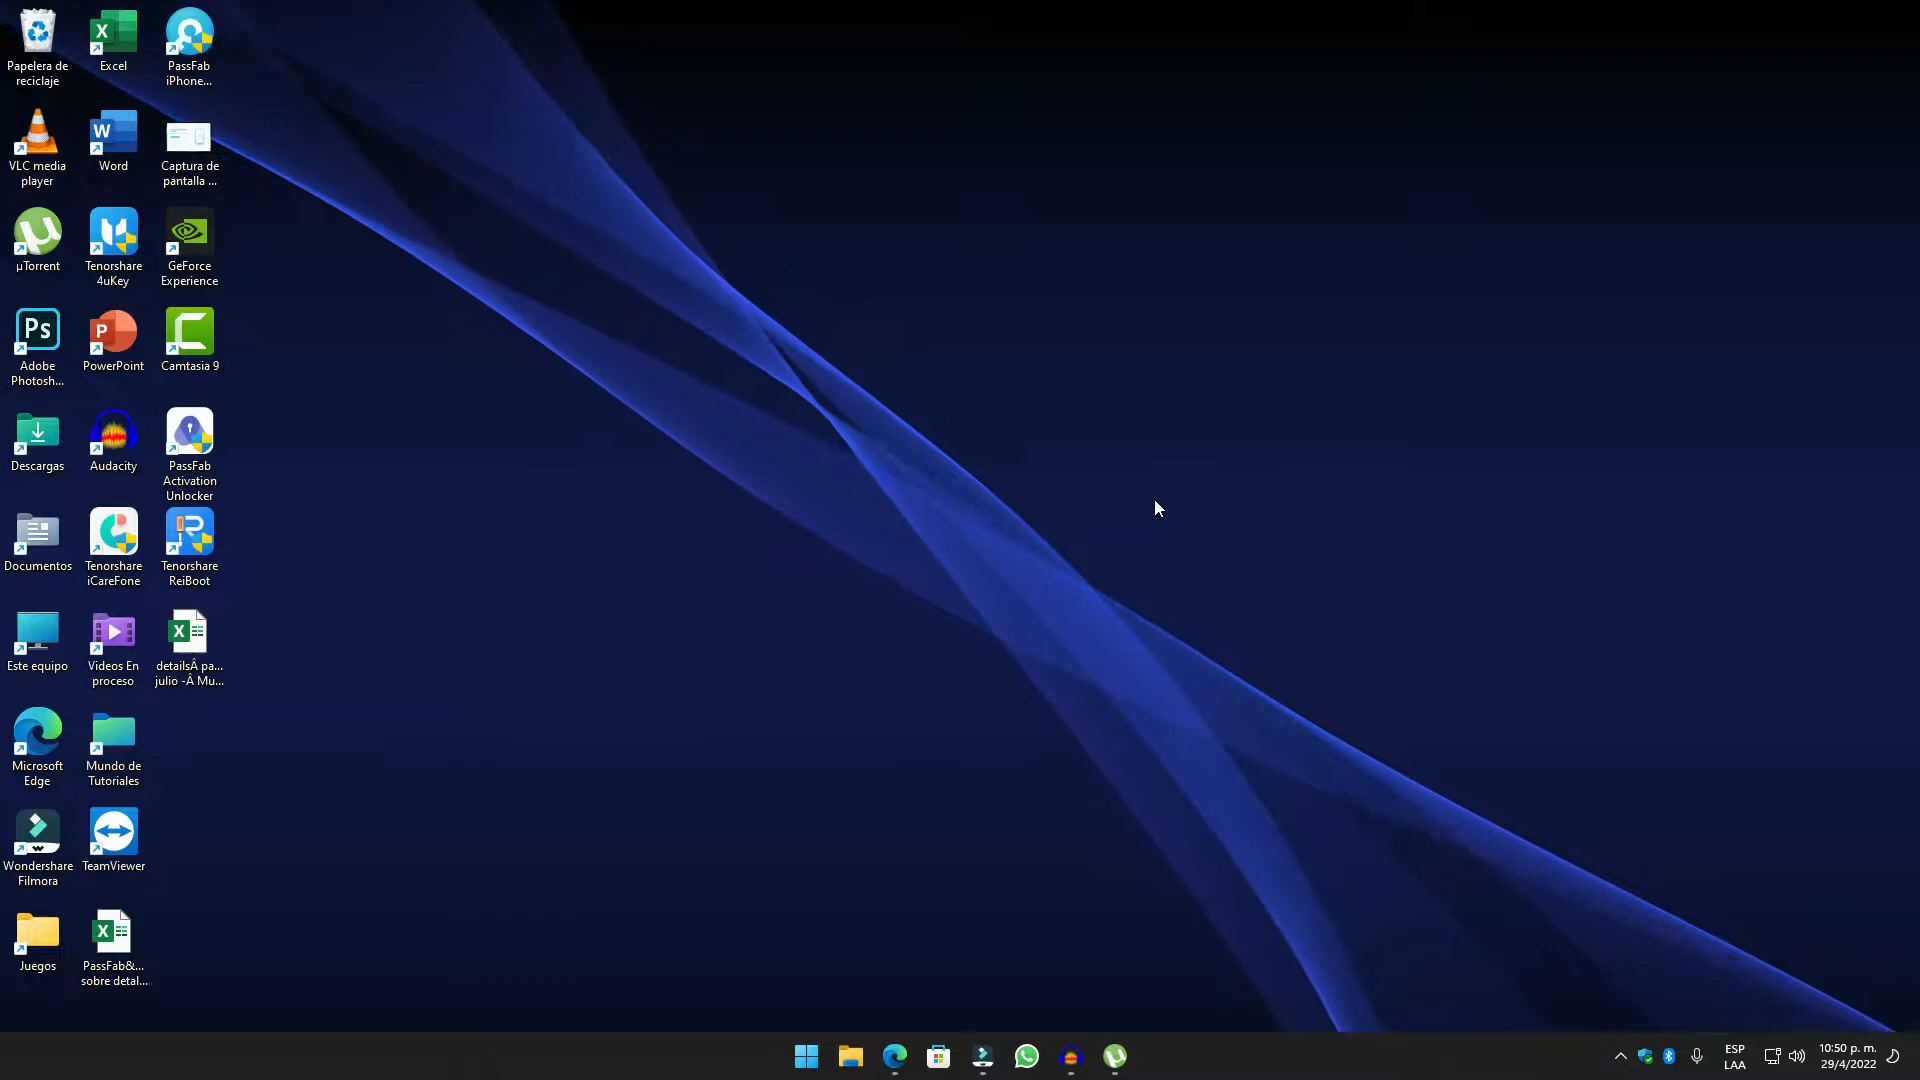 Papelera de
reciclaje
Excel
PassFab
iPhone...
VLC media
player
Word
Captura de
pantalla ...
µTorrent
Tenorshare
4uKey
GeForce
Experience
Ps
Adobe
Photosh...
PowerPoint
Camtasia 9
Descargas
Audacity
PassFab
Activation
Unlocker
Documentos
Tenorshare
iCareFone
Tenorshare
ReiBoot
Este equipo
Videos En
proceso
detailsÂ pa...
julio -Â Mu...
Microsoft
Edge
Mundo de
Tutoriales
Wondershare
Filmora
TeamViewer
Juegos
PassFab&...
sobre detal...
ESP
LAA
10:50 p. m.
29/4/2022